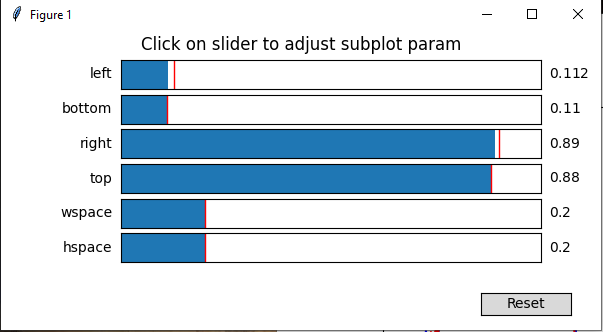 Figure 1
Click on slider to adjust subplot param
left 0.112
bottom 0.11
right 0.89
top 0.88
wspace 0.2
hspace 0.2
Reset